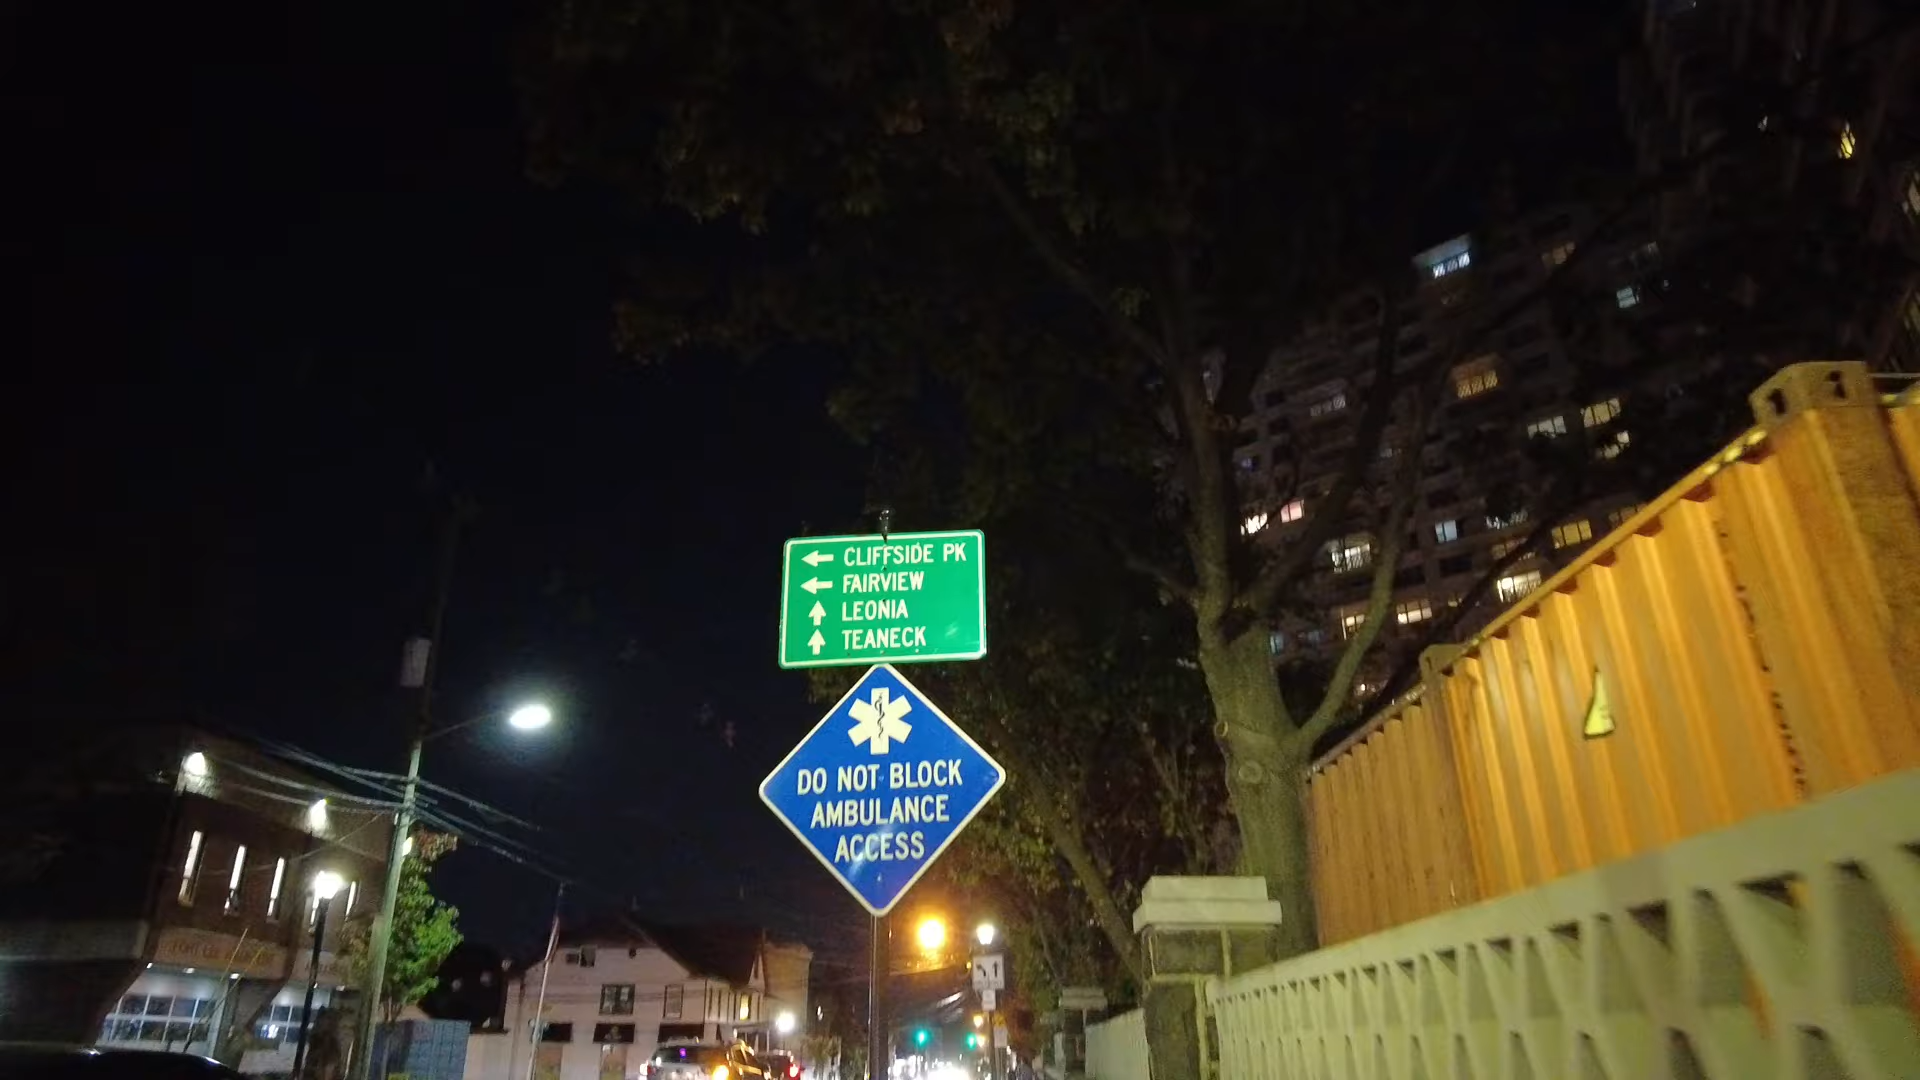 CLIFFSIDE PK
FAIRVIEW
LEONIA
TEANECK
DO NOT BLOCK
AMBULANCE
ACCESS